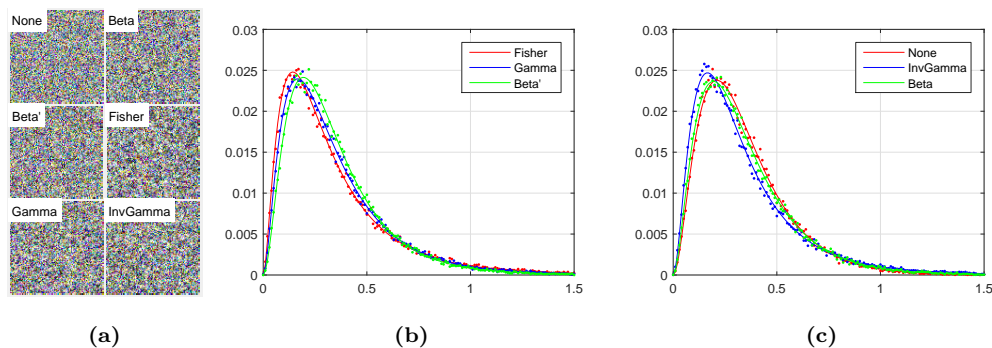 None Beta
Beta' Fisher
Gamma InvGamma
(a)
0.03
0.025
0.02
0.015
0.01
0.005
0
0 0.5 1 1.5
Fisher
Gamma
Beta'
(b)
0.03
0.025
0.02
0.015
0.01
0.005
0
0 0.5 1 1.5
None
InvGamma
Beta
(c)